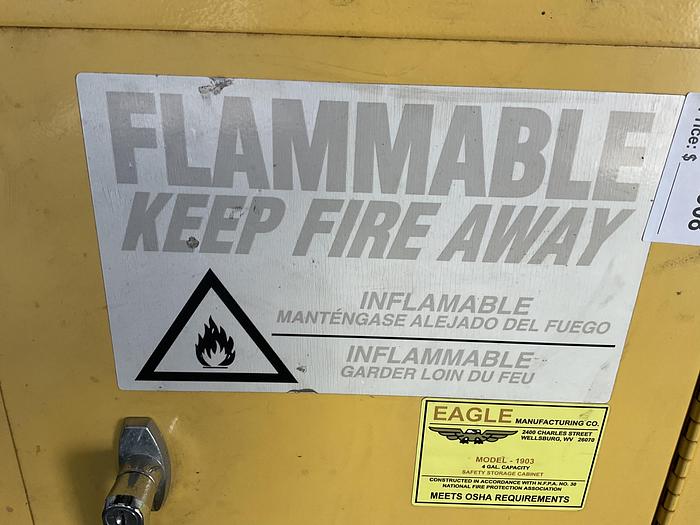 FLAMMABLE
KEEP FIRE AWAY
INFLAMABLE
MANTÉNGASE ALEJADO DEL FUEGO
INFLAMMABLE
GARDER LOIN DU FEU
Price: $
EAGLE MANUFACTURING CO.
2400 CHARLES STREET
WELLSBURG, WV 26070
MODEL - 1903
4 GAL. CAPACITY
SAFETY STORAGE CABINET
CONSTRUCTED IN ACCORDANCE WITH N.F.P.A. NO. 30
NATIONAL FIRE PROTECTION ASSOCIATION
MEETS OSHA REQUIREMENTS